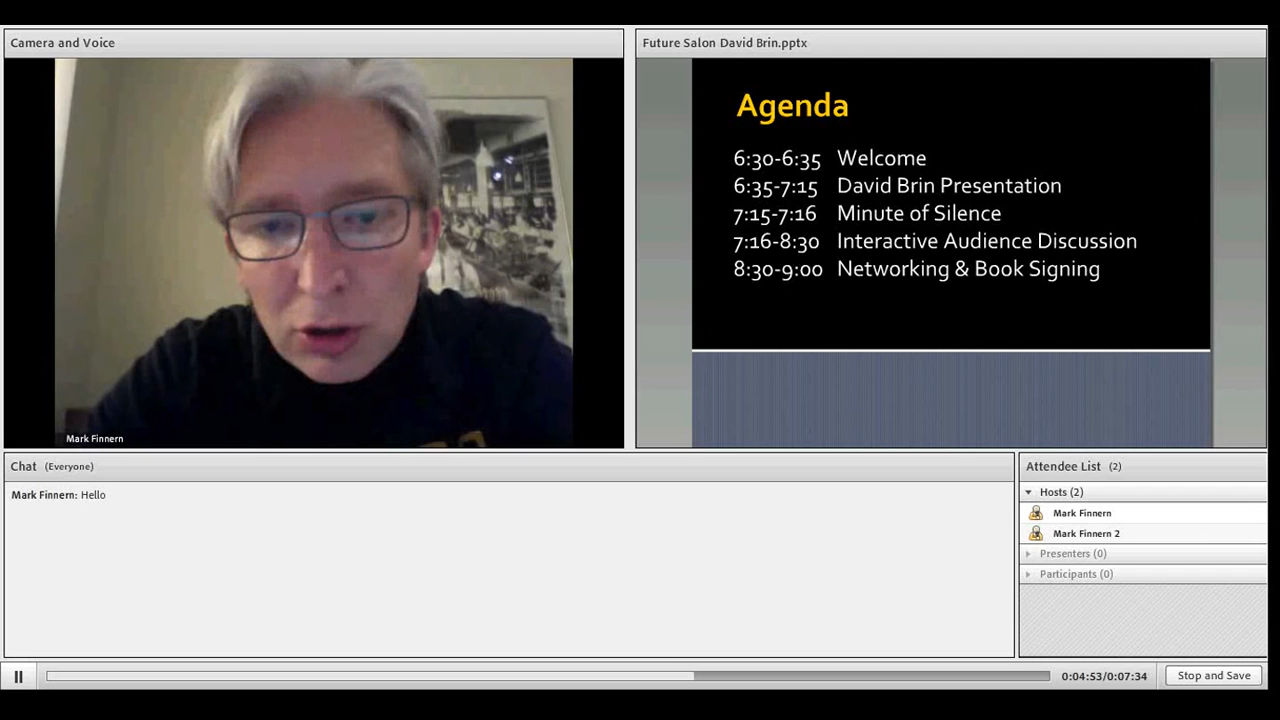 Camera and Voice
Mark Finnern
Future Salon David Brin.pptx
Agenda
6:30-6:35 Welcome
6:35-7:15 David Brin Presentation
7:15-7:16 Minute of Silence
7:16-8:30 Interactive Audience Discussion
8:30-9:00 Networking & Book Signing
Chat (Everyone)
Mark Finnern: Hello
Attendee List (2)
Hosts (2)
Mark Finnern
Mark Finnern 2
Presenters (0)
Participants (0)
0:04:53/0:07:34
Stop and Save